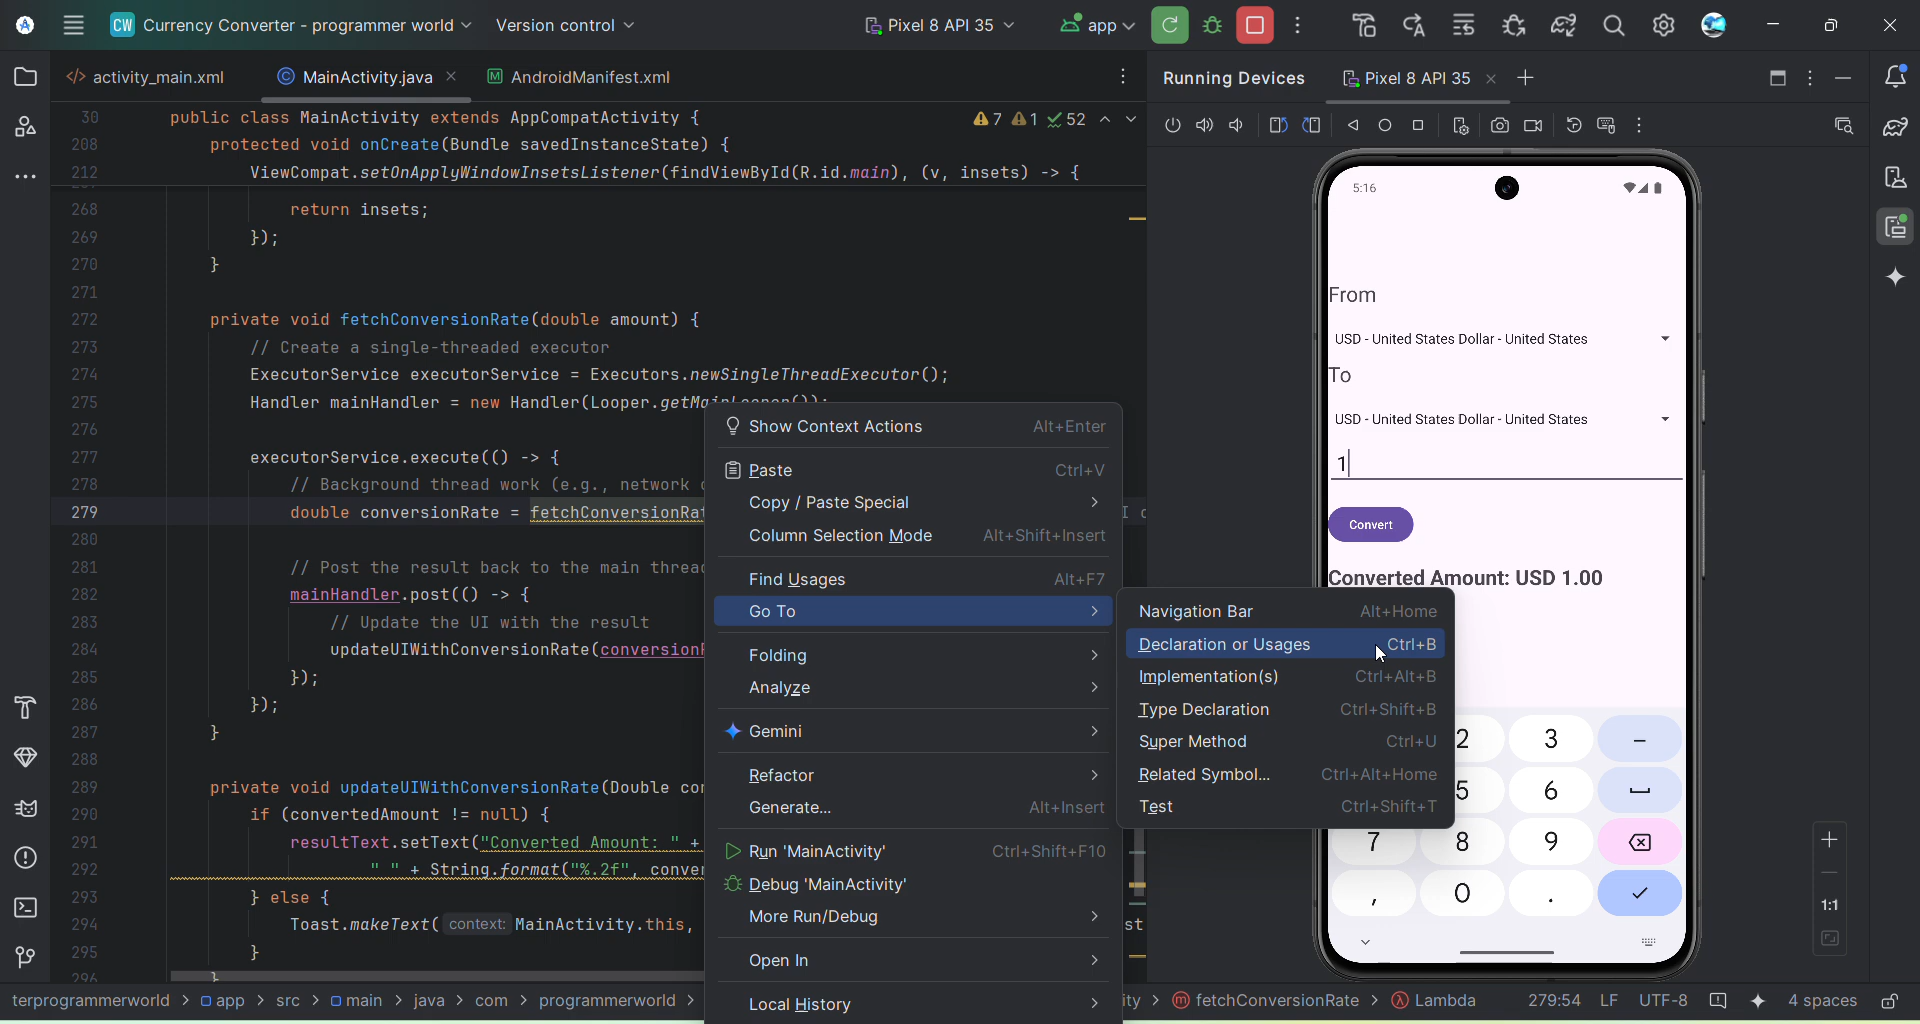 CW Currency Converter - programmer world
Version control
Pixel 8 API 35
app
activity_main.xml
MainActivity.java
AndroidManifest.xml
Running Devices
Pixel 8 API 35
7 1 52
30 public class MainActivity extends AppCompatActivity {
208 protected void onCreate(Bundle savedInstanceState) {
212 ViewCompat.setOnApplyWindowInsetsListener(findViewById(R.id.main), (v, insets) -> {
268 return insets;
269 });
270 }
271
272 private void fetchConversionRate(double amount) {
273 // Create a single-threaded executor
274 ExecutorService executorService = Executors.newSingleThreadExecutor();
275 Handler mainHandler = new Handler(Looper.getMainLooper());
276
277 executorService.execute(() -> {
278 // Background thread work (e.g., network
279 double conversionRate = fetchConversionRat
280
281 // Post the result back to the main thread
282 mainHandler.post(() -> {
283 // Update the UI with the result
284 updateUIWithConversionRate(conversionR
285 });
286 });
287 }
288
289 private void updateUIWithConversionRate(Double cor
290 if (convertedAmount != null) {
291 resultText.setText("Converted Amount: " +
292 " " + String.format("%.2f", conver
293 } else {
294 Toast.makeText( context: MainActivity.this,
st
295 }
296 }
Show Context Actions Alt+Enter
Paste Ctrl+V
Copy / Paste Special
Column Selection Mode Alt+Shift+Insert
Find Usages Alt+F7
Go To
Folding
Analyze
Gemini
Refactor
Generate... Alt+Insert
Run 'MainActivity' Ctrl+Shift+F10
Debug 'MainActivity'
More Run/Debug
Open In
Local History
Navigation Bar Alt+Home
Declaration or Usages Ctrl+B
Implementation(s) Ctrl+Alt+B
Type Declaration Ctrl+Shift+B
Super Method Ctrl+U
Related Symbol... Ctrl+Alt+Home
Test Ctrl+Shift+T
5:16
From
USD - United States Dollar - United States
To
USD - United States Dollar - United States
1
Convert
Converted Amount: USD 1.00
2 3 –
5 6
7 8 9
, 0 .
1:1
terprogrammerworld > app > src > main > java > com > programmerworld >
ity > fetchConversionRate > Lambda
279:54 LF UTF-8 4 spaces